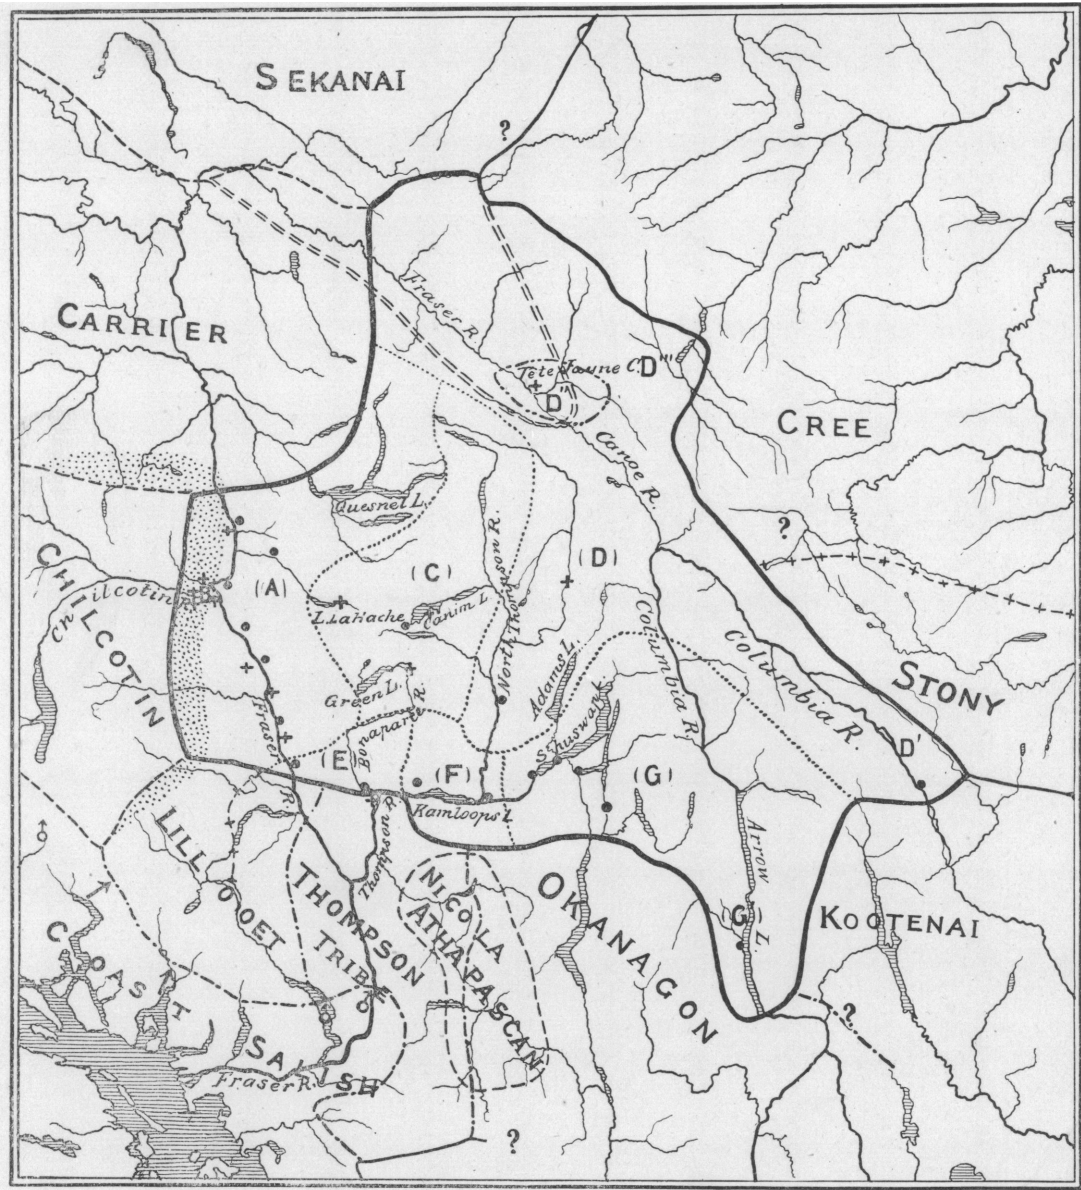 SEKANAI
?
CARRIER
Fraser R.
Tête Jaune C.
D'''
D''
CREE
Canoe R.
Quesnel L.
?
CHILCOTIN
Chilcotin
B
(A)
(C)
(D)
L. La Hache
Canim L.
North Thompson R.
Columbia R.
Columbia R
STONY
D'
Green L.
Adams L.
Shuswap L
Bonaparte R.
Fraser R.
(E)
(F)
(G)
Kamloops L
Thompson R.
LILLOOET
THOMPSON
TRIBE
NICOLA
ATHAPASCAN
OKANAGON
Arrow L.
(G)
KOOTENAI
COAST
SALISH
Fraser R.
?
?